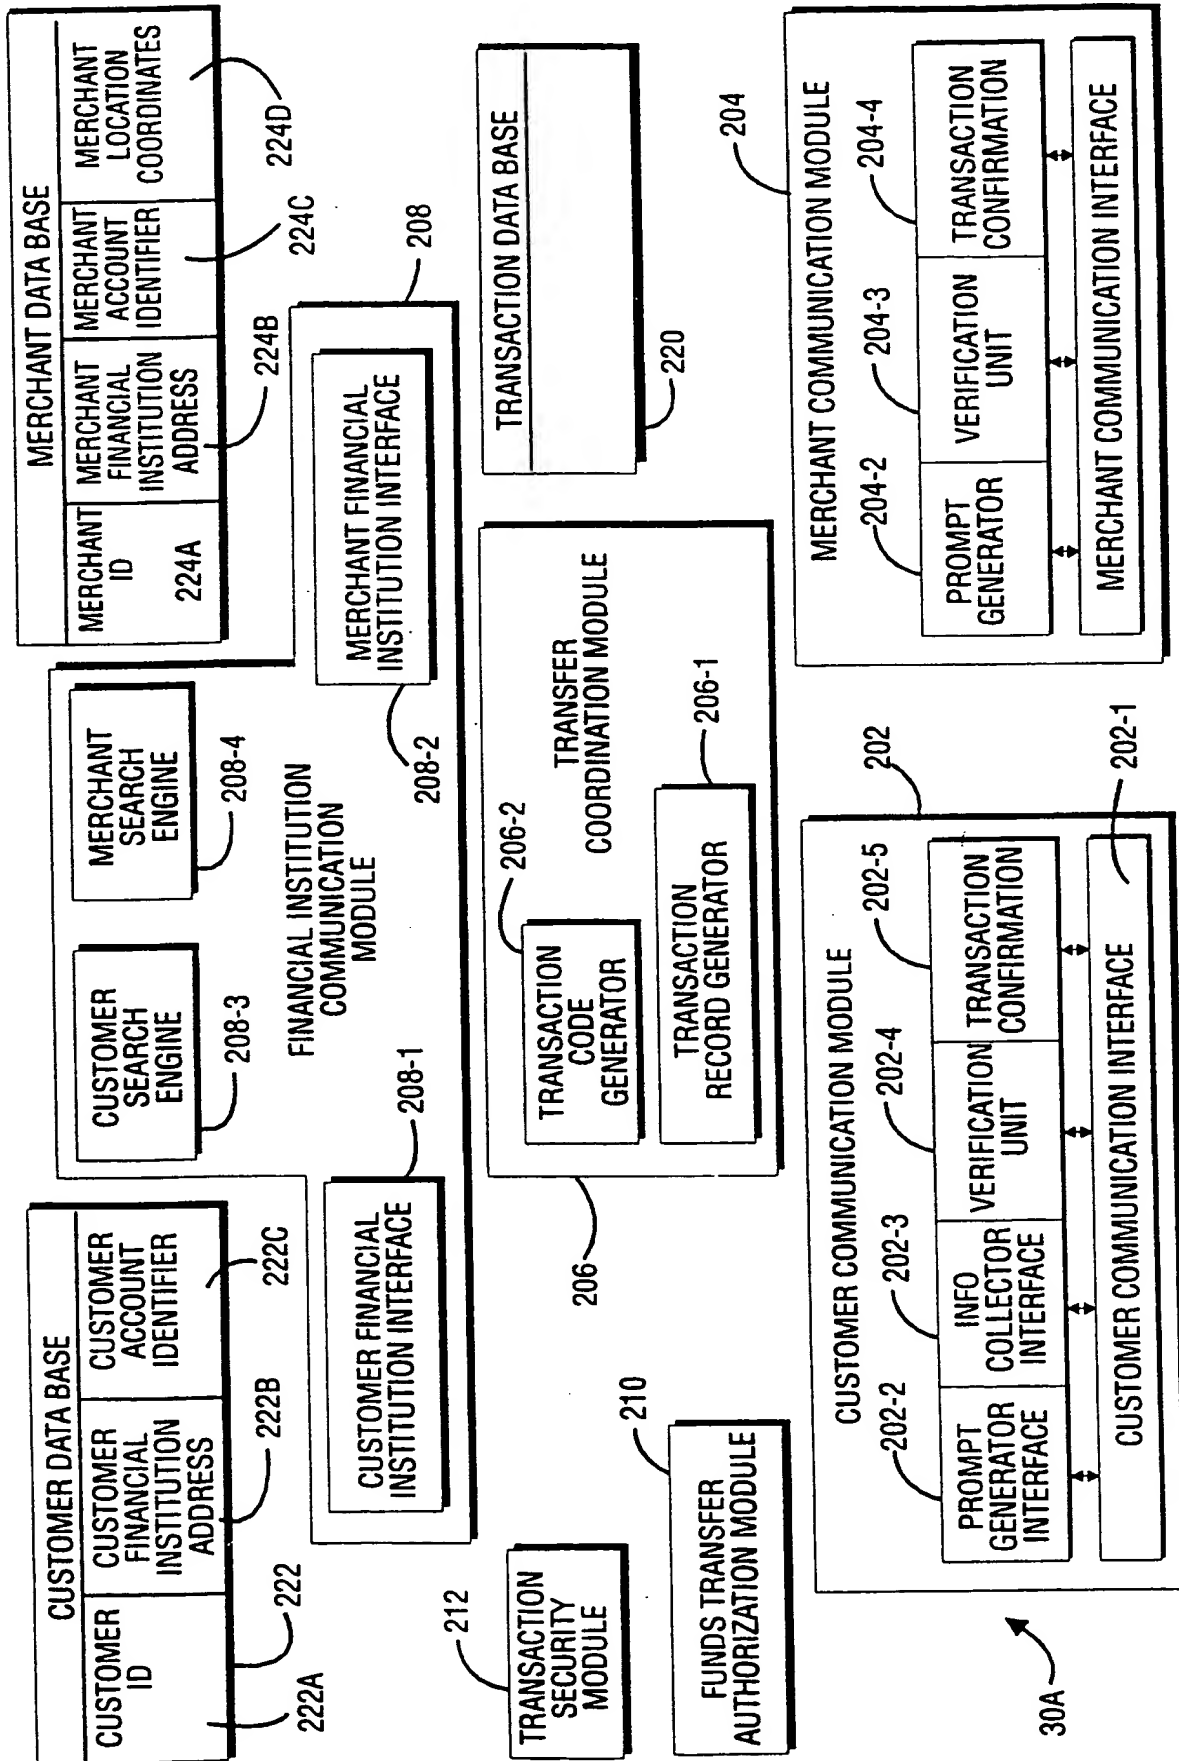 CUSTOMER DATA BASE
CUSTOMER
ID
222A
CUSTOMER
FINANCIAL
INSTITUTION
ADDRESS
CUSTOMER
ACCOUNT
IDENTIFIER
222C
222
222B
CUSTOMER
SEARCH
ENGINE
208-3
MERCHANT
SEARCH
ENGINE
208-4
FINANCIAL INSTITUTION
COMMUNICATION
MODULE
208-1
CUSTOMER FINANCIAL
INSTITUTION INTERFACE
208-2
MERCHANT FINANCIAL
INSTITUTION INTERFACE
208
MERCHANT DATA BASE
MERCHANT
ID
224A
MERCHANT
FINANCIAL
INSTITUTION
ADDRESS
MERCHANT
ACCOUNT
IDENTIFIER
MERCHANT
LOCATION
COORDINATES
224B
224C
224D
212
TRANSACTION
SECURITY
MODULE
210
FUNDS TRANSFER
AUTHORIZATION MODULE
206
206-2
TRANSACTION
CODE
GENERATOR
TRANSFER
COORDINATION MODULE
206-1
TRANSACTION
RECORD GENERATOR
TRANSACTION DATA BASE
220
30A
CUSTOMER COMMUNICATION MODULE
202
202-2
202-3
202-4
202-5
PROMPT
GENERATOR
INTERFACE
INFO
COLLECTOR
INTERFACE
VERIFICATION
UNIT
TRANSACTION
CONFIRMATION
CUSTOMER COMMUNICATION INTERFACE
202-1
MERCHANT COMMUNICATION MODULE
204
204-2
204-3
204-4
PROMPT
GENERATOR
VERIFICATION
UNIT
TRANSACTION
CONFIRMATION
MERCHANT COMMUNICATION INTERFACE